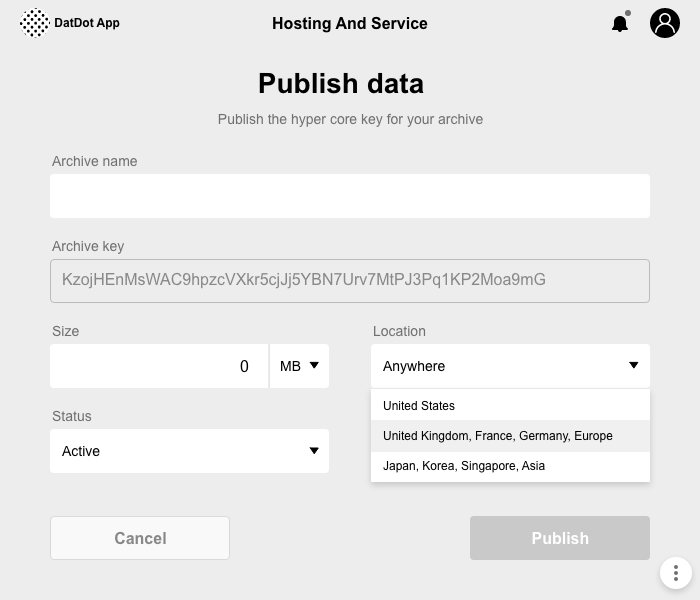 DatDot App
Hosting And Service
Publish data
Publish the hyper core key for your archive
Archive name
Archive key
KzojHEnMsWAC9hpzcVXkr5cjJj5YBN7Urv7MtPJ3Pq1KP2Moa9mG
Size
Location
0
MB
Anywhere
United States
United Kingdom, France, Germany, Europe
Japan, Korea, Singapore, Asia
Status
Active
Cancel
Publish